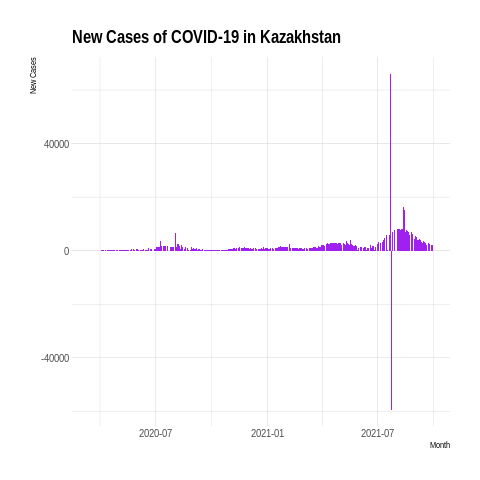 New Cases of COVID-19 in Kazakhstan
New Cases
40000
0
-40000
2020-07 2021-01 2021-07
Month